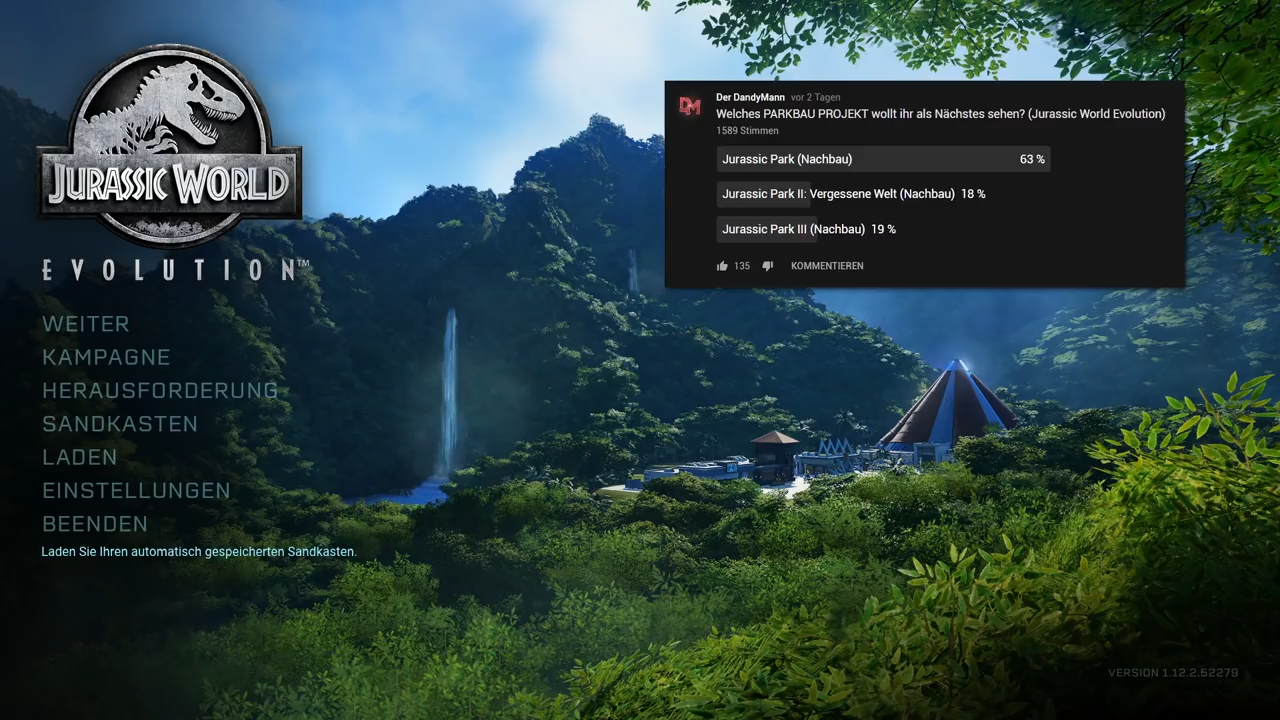 JURASSIC WORLD™
EVOLUTION™
WEITER
KAMPAGNE
HERAUSFORDERUNG
SANDKASTEN
LADEN
EINSTELLUNGEN
BEENDEN
Laden Sie Ihren automatisch gespeicherten Sandkasten.
DM
Der DandyMann vor 2 Tagen
Welches PARKBAU PROJEKT wollt ihr als Nächstes sehen? (Jurassic World Evolution)
1589 Stimmen
Jurassic Park (Nachbau) 63 %
Jurassic Park II: Vergessene Welt (Nachbau) 18 %
Jurassic Park III (Nachbau) 19 %
135 KOMMENTIEREN
VERSION 1.12.2.52279